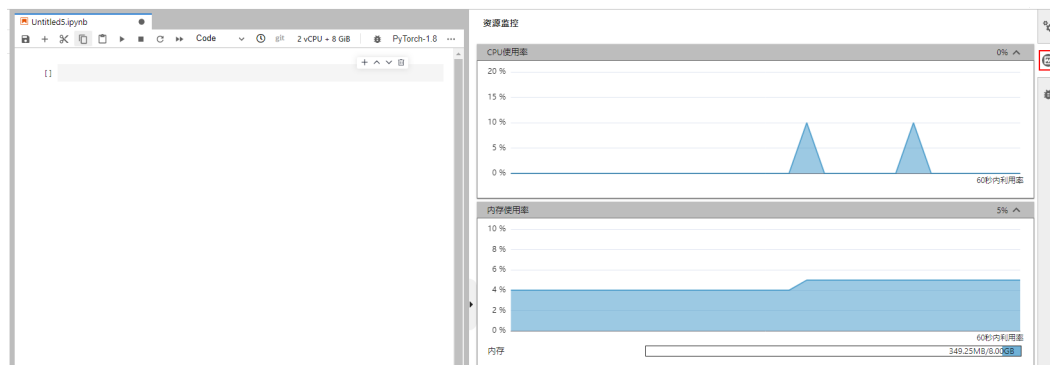 Untitled5.ipynb
Code git 2 vCPU + 8 GiB PyTorch-1.8 ...
[ ]
资源监控
CPU使用率 0%
20 %
15 %
10 %
5 %
0 %
60秒内利用率
内存使用率 5%
10 %
8 %
6 %
4 %
2 %
0 %
60秒内利用率
内存 349.25MB/8.00GB